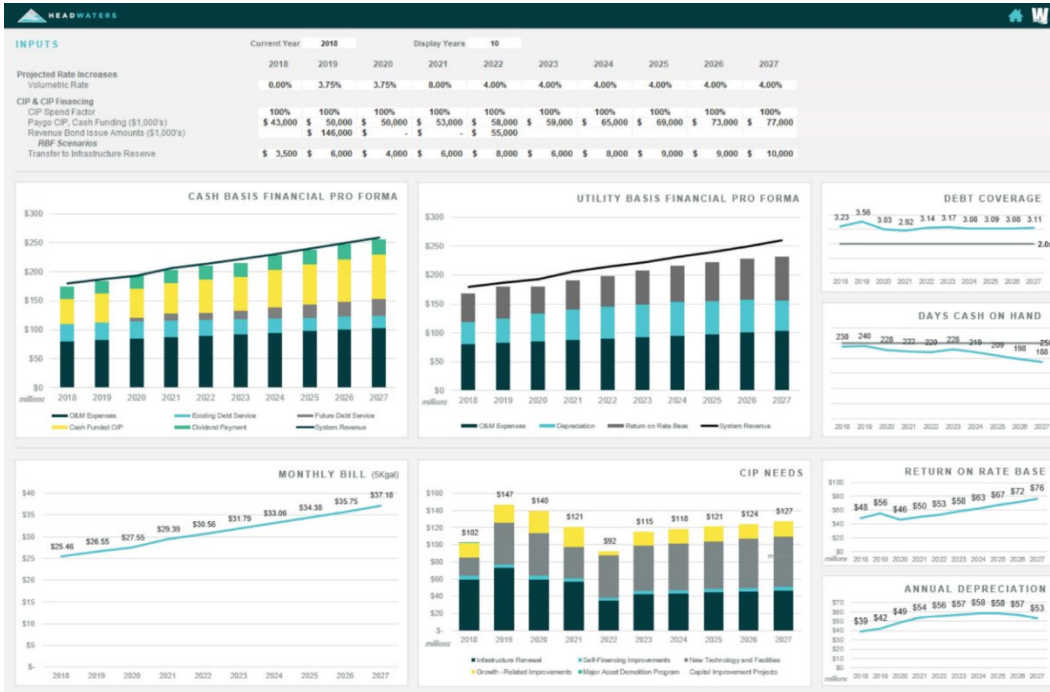 HEADWATERS
INPUTS
Current Year 2018 Display Years 10
2018 2019 2020 2021 2022 2023 2024 2025 2026 2027
Projected Rate Increases
Volumetric Rate 0.00% 3.75% 3.75% 8.00% 4.00% 4.00% 4.00% 4.00% 4.00% 4.00%
CIP & CIP Financing
CIP Spend Factor 100% 100% 100% 100% 100% 100% 100% 100% 100% 100%
Paygo CIP, Cash Funding ($1,000's) $ 43,000 $ 50,000 $ 50,000 $ 53,000 $ 58,000 $ 59,000 $ 65,000 $ 69,000 $ 73,000 $ 77,000
Revenue Bond Issue Amounts ($1,000's) $ 146,000 $ - $ - $ 55,000
RBF Scenarios
Transfer to Infrastructure Reserve $ 3,500 $ 6,000 $ 4,000 $ 6,000 $ 8,000 $ 6,000 $ 8,000 $ 9,000 $ 9,000 $ 10,000
CASH BASIS FINANCIAL PRO FORMA
$300
$250
$200
$150
$100
$50
$0
millions 2018 2019 2020 2021 2022 2023 2024 2025 2026 2027
O&M Expenses Existing Debt Service Future Debt Service
Cash Funded CIP Dividend Payment System Revenue
UTILITY BASIS FINANCIAL PRO FORMA
$300
$250
$200
$150
$100
$50
$0
millions 2018 2019 2020 2021 2022 2023 2024 2025 2026 2027
O&M Expenses Depreciation Return on Rate Base System Revenue
DEBT COVERAGE
3.23 3.56 3.03 2.92 3.14 3.17 3.08 3.09 3.08 3.11
2.0
2018 2019 2020 2021 2022 2023 2024 2025 2026 2027
DAYS CASH ON HAND
238 240 228 222 220 228 219 209 198 188
250
2018 2019 2020 2021 2022 2023 2024 2025 2026 2027
MONTHLY BILL (5Kgal)
$40
$35
$30
$25
$20
$15
$10
$5
$-
$25.46 $26.55 $27.55 $29.39 $30.56 $31.79 $33.06 $34.38 $35.75 $37.18
2018 2019 2020 2021 2022 2023 2024 2025 2026 2027
CIP NEEDS
$160
$140
$120
$100
$80
$60
$40
$20
$-
$102 $147 $140 $121 $92 $115 $118 $121 $124 $127
millions 2018 2019 2020 2021 2022 2023 2024 2025 2026 2027
Infrastructure Renewal Self-Financing Improvements New Technology and Facilities
Growth - Related Improvements Major Asset Demolition Program Capital Improvement Projects
RETURN ON RATE BASE
$100
$80
$60
$40
$20
$0
$48 $56 $46 $50 $53 $58 $63 $67 $72 $76
millions 2018 2019 2020 2021 2022 2023 2024 2025 2026 2027
ANNUAL DEPRECIATION
$70
$60
$50
$40
$30
$20
$10
$0
$39 $42 $49 $54 $56 $57 $58 $58 $57 $53
millions 2018 2019 2020 2021 2022 2023 2024 2025 2026 2027